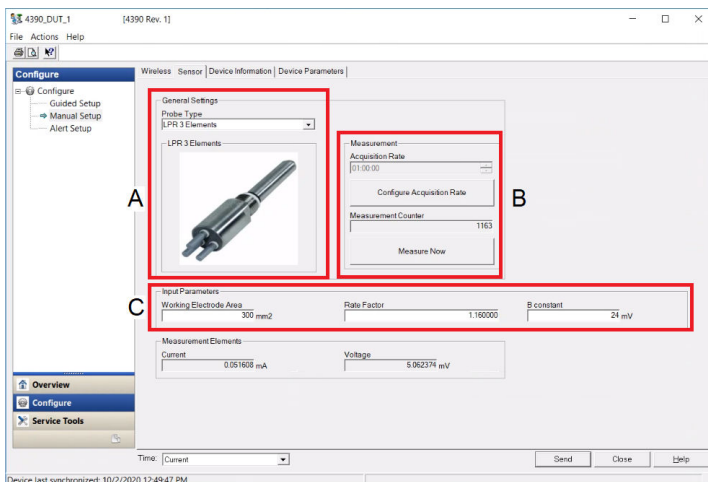 4390_DUT_1 [4390 Rev. 1]
File Actions Help
Configure
Configure
Guided Setup
Manual Setup
Alert Setup
Overview
Configure
Service Tools
Wireless Sensor Device Information Device Parameters
General Settings
Probe Type
LPR 3 Elements
LPR 3 Elements
A
Measurement
Acquisition Rate
01:00:00
Configure Acquisition Rate
Measurement Counter
1163
Measure Now
B
C
Input Parameters
Working Electrode Area Rate Factor B constant
300 mm2 1.160000 24 mV
Measurement Elements
Current Voltage
0.051608 mA 5.062374 mV
Time: Current Send Close Help
Device last synchronized: 10/2/2020 12:49:47 PM